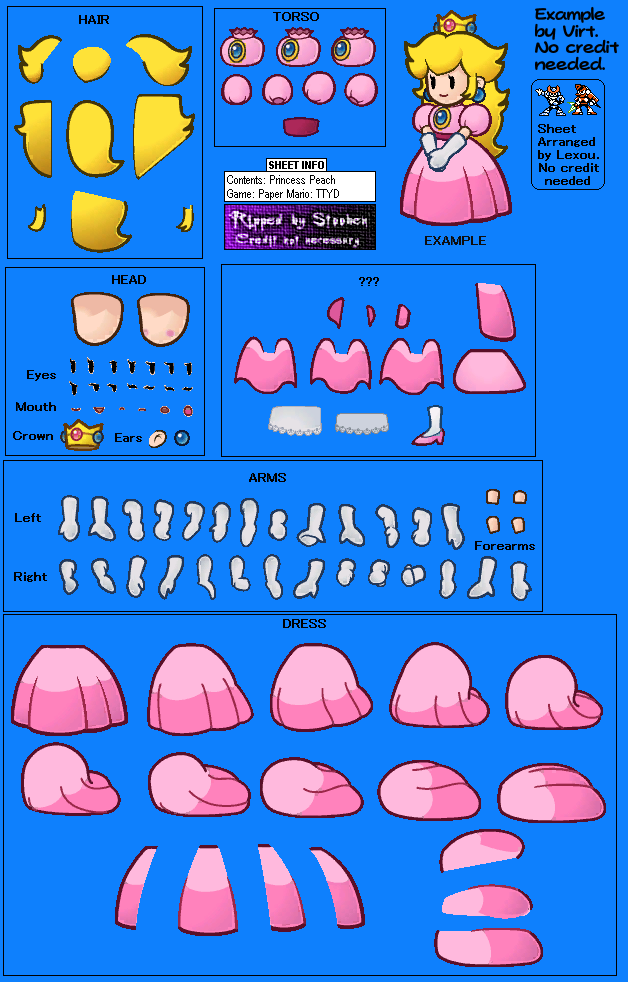 HAIR
TORSO
Example
by Virt.
No credit
needed.
Sheet
Arranged
by Lexou.
No credit
needed
SHEET INFO
Contents: Princess Peach
Game: Paper Mario: TTYD
Ripped by Stooben
Credit not necessary
EXAMPLE
HEAD
Eyes
Mouth
Crown
Ears
???
ARMS
Left
Forearms
Right
DRESS